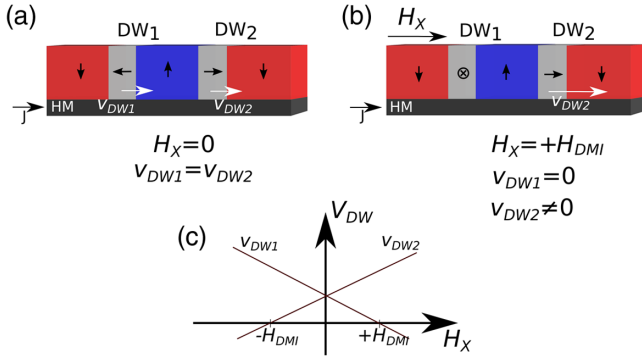 (a)
DW1
DW2
vDW1
vDW2
HM
J
HX=0
vDW1=vDW2
(b)
HX
DW1
DW2
vDW2
HM
J
HX=+HDMI
vDW1=0
vDW2≠0
(c)
VDW
vDW1
vDW2
-HDMI
+HDMI
HX